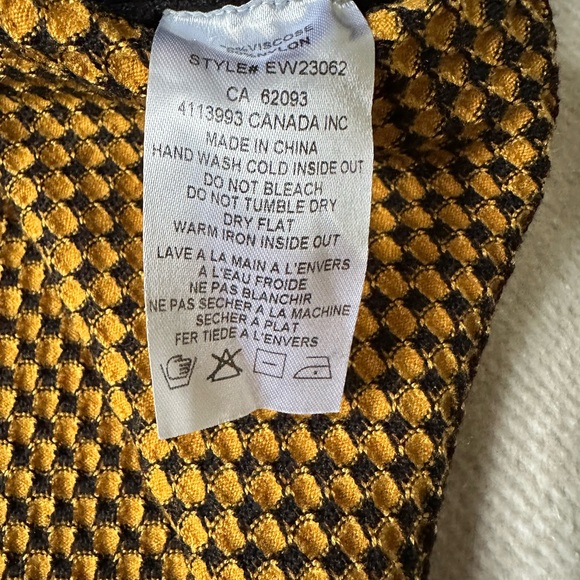 VISCOSE
NYLON
STYLE# EW23062
CA 62093
4113993 CANADA INC
MADE IN CHINA
HAND WASH COLD INSIDE OUT
DO NOT BLEACH
DO NOT TUMBLE DRY
DRY FLAT
WARM IRON INSIDE OUT
LAVE A LA MAIN A L'ENVERS
A L'EAU FROIDE
NE PAS BLANCHIR
NE PAS SECHER A LA MACHINE
SECHER A PLAT
FER TIEDE A L'ENVERS